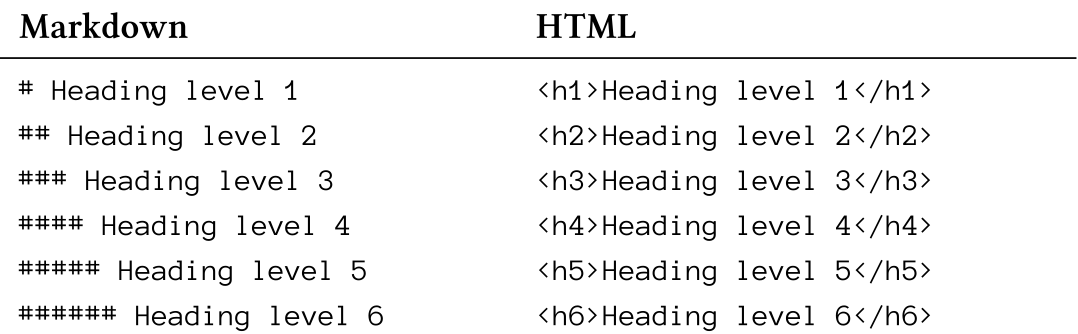 Markdown HTML
# Heading level 1 <h1>Heading level 1</h1>
## Heading level 2 <h2>Heading level 2</h2>
### Heading level 3 <h3>Heading level 3</h3>
#### Heading level 4 <h4>Heading level 4</h4>
##### Heading level 5 <h5>Heading level 5</h5>
###### Heading level 6 <h6>Heading level 6</h6>